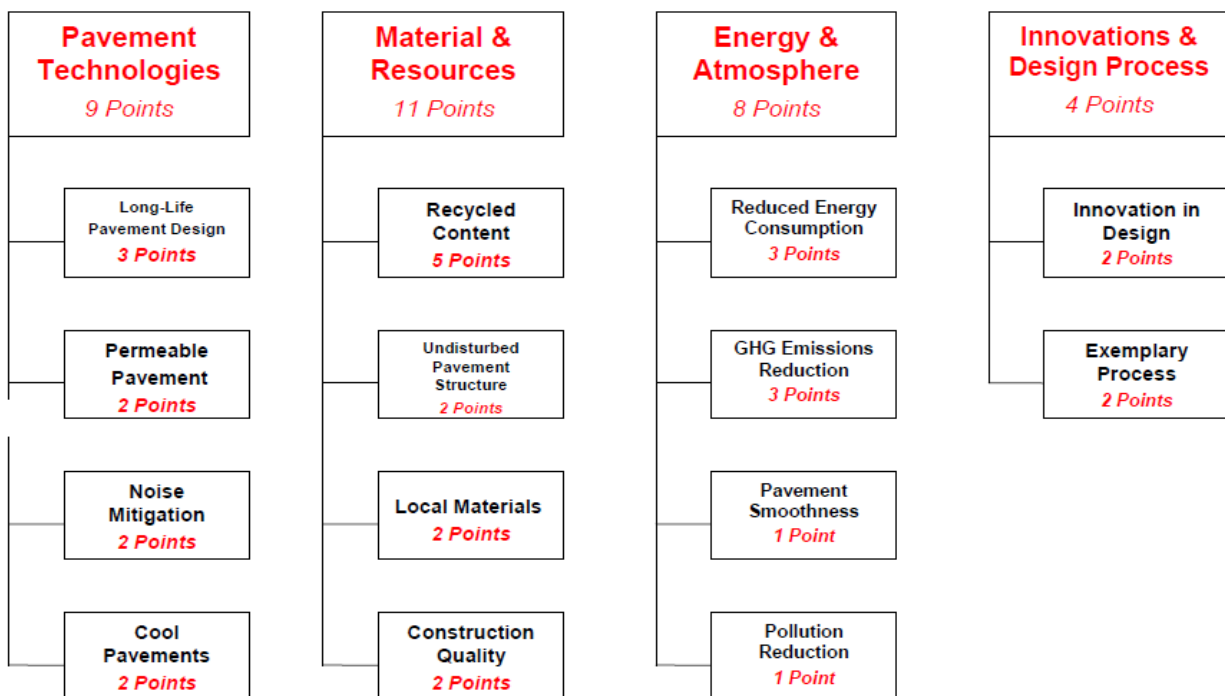 Pavement
Technologies
9 Points
Long-Life
Pavement Design
3 Points
Permeable
Pavement
2 Points
Noise
Mitigation
2 Points
Cool
Pavements
2 Points
Material &
Resources
11 Points
Recycled
Content
5 Points
Undisturbed
Pavement
Structure
2 Points
Local Materials
2 Points
Construction
Quality
2 Points
Energy &
Atmosphere
8 Points
Reduced Energy
Consumption
3 Points
GHG Emissions
Reduction
3 Points
Pavement
Smoothness
1 Point
Pollution
Reduction
1 Point
Innovations &
Design Process
4 Points
Innovation in
Design
2 Points
Exemplary
Process
2 Points